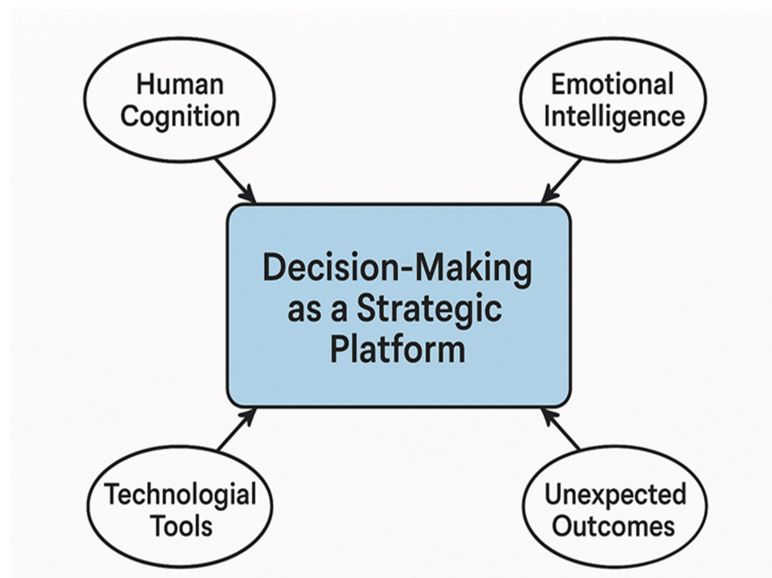 Human
Cognition
Emotional
Intelligence
Decision-Making
as a Strategic
Platform
Technologial
Tools
Unexpected
Outcomes